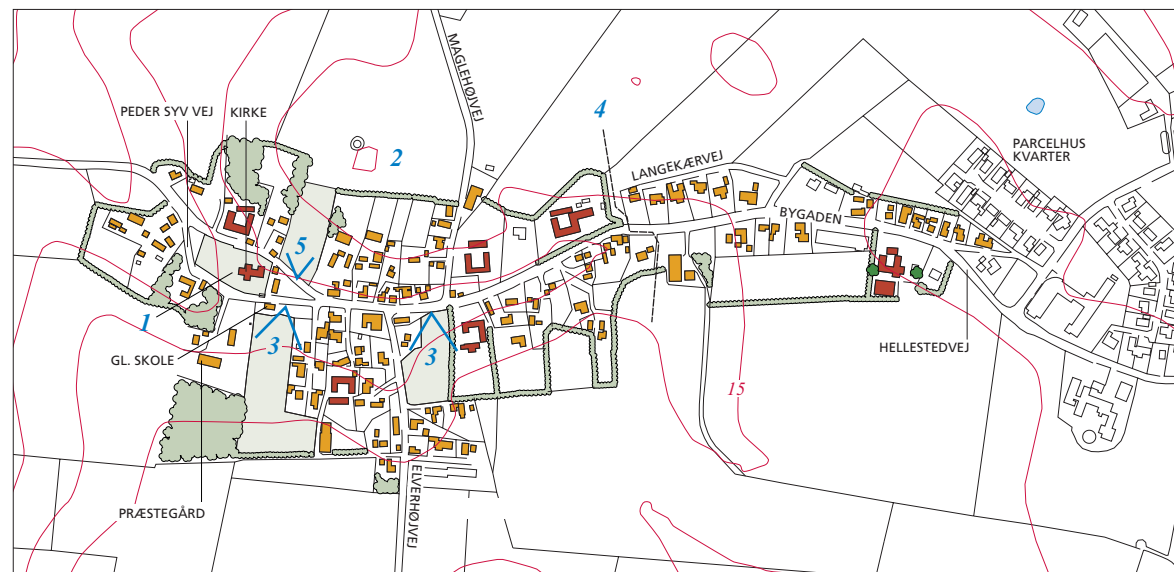 MAGLEHØJVEJ
PEDER SYV VEJ
KIRKE
4
2
PARCELHUS
KVARTER
LANGEKÆRVEJ
BYGADEN
5
1
3
3
GL. SKOLE
HELLESTEDVEJ
15
ELVERHØJVEJ
PRÆSTEGÅRD